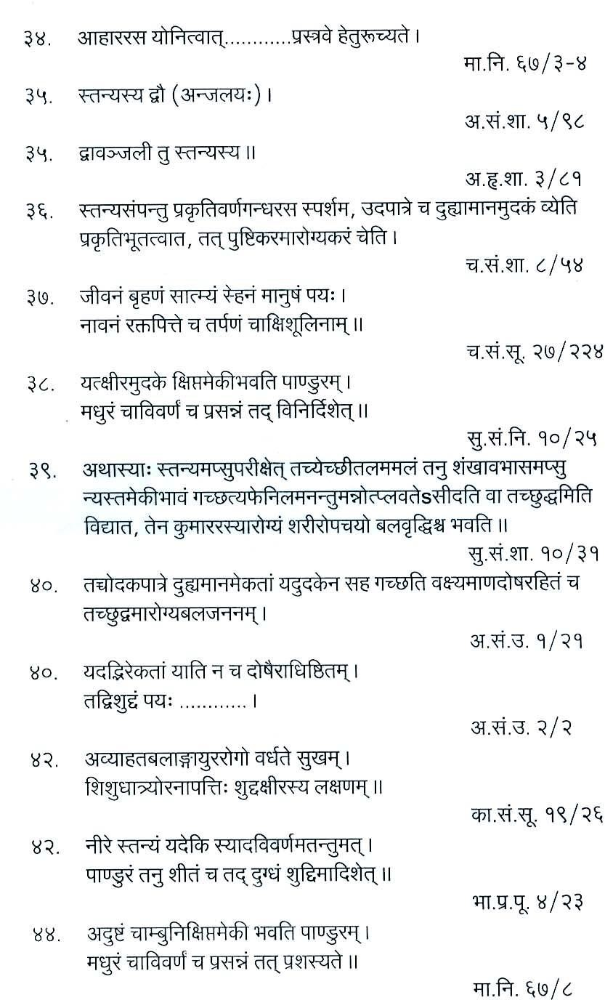 ३४. आहाररस योनित्वात्............प्रस्त्रवे हेतुरूच्यते ।
मा.नि. ६७/३-४
३५. स्तन्यस्य द्वौ (अन्जलयः) ।
अ.सं.शा. ५/९८
३५. द्वावञ्जली तु स्तन्यस्य ॥
अ.हृ.शा. ३/८१
३६. स्तन्यसंपन्तु प्रकृतिवर्णगन्धरस स्पर्शम, उदपात्रे च दुह्यामानमुदकं व्येति
प्रकृतिभूतत्वात, तत् पुष्टिकरमारोग्यकरं चेति ।
च.सं.शा. ८/५४
३७. जीवनं बृहणं सात्म्यं स्ेहनं मानुषं पयः ।
नावनं रक्तपित्ते च तर्पणं चाक्षिशूलिनाम् ॥
च.सं.सू. २७/२२४
३८. यत्क्षीरमुदके क्षिप्तमेकीभवति पाण्डुरम् ।
मधुरं चाविवर्णं च प्रसन्नं तद् विनिर्दिशेत् ॥
सु.सं.नि. १०/२५
३९. अथास्याः स्तन्यमप्सुपरीक्षेत् तच्येच्छीतलममलं तनु शंखावभासमप्सु
न्यस्तमेकीभावं गच्छत्यफेनिलमनन्तुमन्नोत्प्लवतेsसीदति वा तच्छुद्धमिति
विद्यात, तेन कुमाररस्यारोग्यं शरीरोपचयो बलवृद्धिश्च भवति ॥
सु.सं.शा. १०/३१
४०. तच्चोदकपात्रे दुह्यमानमेकतां यदुदकेन सह गच्छति वक्ष्यमाणदोषरहितं च
तच्छुद्वमारोग्यबलजननम् ।
अ.सं.उ. १/२१
४०. यदद्भिरेकतां याति न च दोषैराधिष्ठितम् ।
तद्विशुद्दं पयः ............ ।
अ.सं.उ. २/२
४२. अव्याहतबलाङ्गायुररोगो वर्धते सुखम् ।
शिशुधात्र्योरनापत्तिः शुद्दक्षीरस्य लक्षणम् ॥
का.सं.सू. १९/२६
४२. नीरे स्तन्यं यदेकि स्यादविवर्णमतन्तुमत् ।
पाण्डुरं तनु शीतं च तद् दुग्धं शुद्दिमादिशेत् ॥
भा.प्र.पू. ४/२३
४४. अदुष्टं चाम्बुनिक्षिप्तमेकी भवति पाण्डुरम् ।
मधुरं चाविवर्णं च प्रसन्नं तत् प्रशस्यते ॥
मा.नि. ६७/८